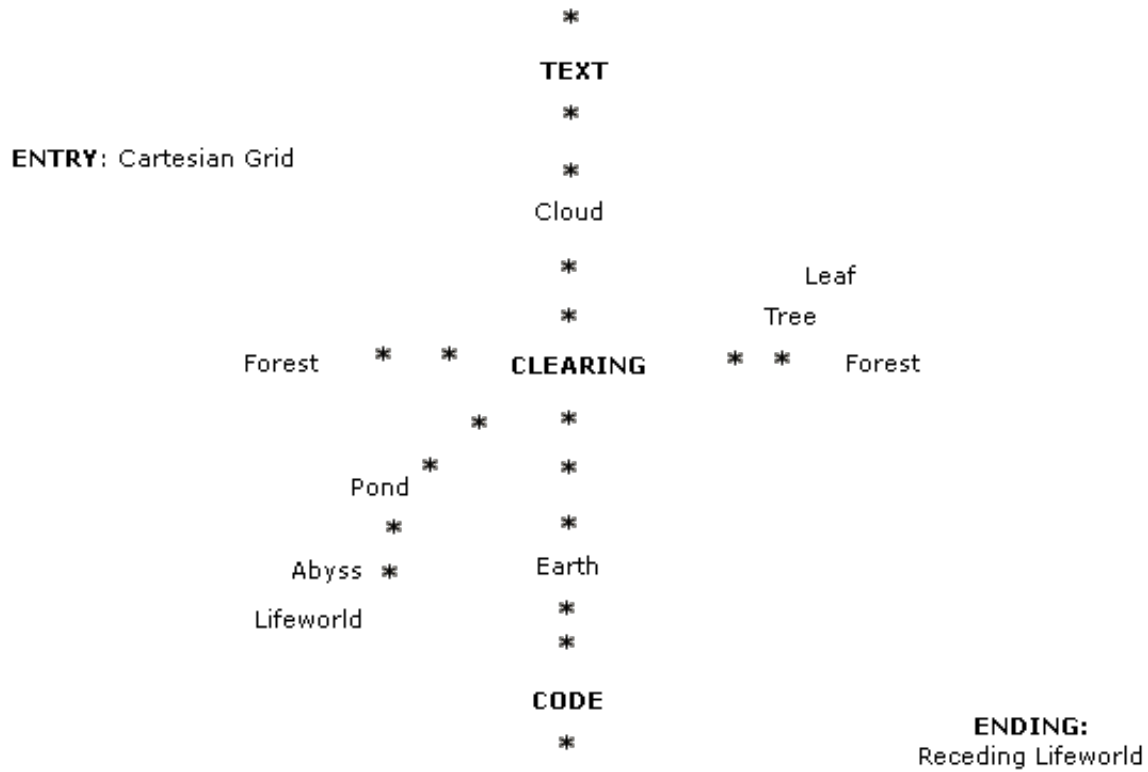 *
TEXT
*
ENTRY: Cartesian Grid
*
Cloud
*
Leaf
*
Tree
Forest * * CLEARING * * Forest
* *
* *
Pond
* *
Abyss * Earth
*
Lifeworld
*
CODE
ENDING:
*
Receding Lifeworld